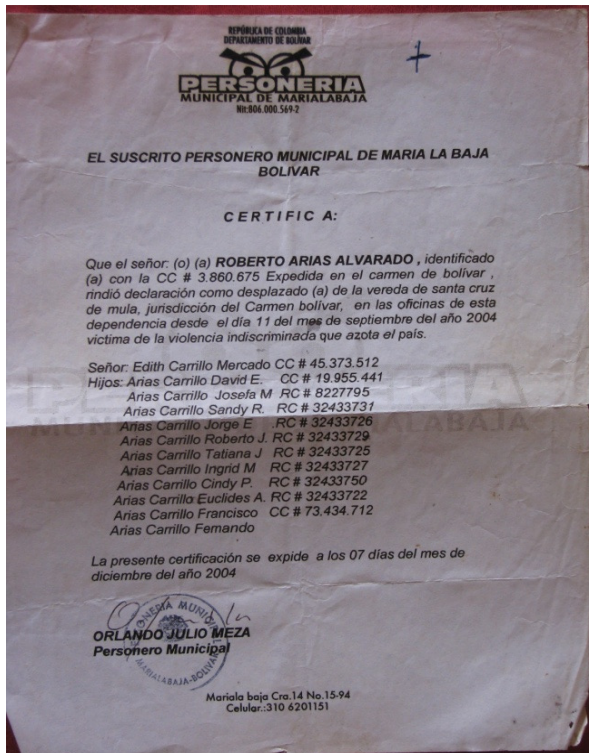 REPÚBLICA DE COLOMBIA
DEPARTAMENTO DE BOLÍVAR
PERSONERIA
MUNICIPAL DE MARIALABAJA
Nit:806.000.569-2
EL SUSCRITO PERSONERO MUNICIPAL DE MARIA LA BAJA
BOLIVAR
CERTIFIC A:
Que el señor: (o) (a) ROBERTO ARIAS ALVARADO , identificado
(a) con la CC # 3.860.675 Expedida en el carmen de bolívar ,
rindió declaración como desplazado (a) de la vereda de santa cruz
de mula, jurisdicción del Carmen bolívar, en las oficinas de esta
dependencia desde el día 11 del mes de septiembre del año 2004
victima de la violencia indiscriminada que azota el país.
Señor: Edith Carrillo Mercado CC # 45.373.512
Hijos: Arias Carrillo David E. CC # 19.955.441
Arias Carrillo Josefa M RC # 8227795
Arias Carrillo Sandy R. RC # 32433731
Arias Carrillo Jorge E .RC # 32433726
Arias Carrillo Roberto J. RC # 32433729
Arias Carrillo Tatiana J RC # 32433725
Arias Carrillo Ingrid M RC # 32433727
Arias Carrillo Cindy P. RC # 32433750
Arias Carrillo Euclides A. RC # 32433722
Arias Carrillo Francisco CC # 73.434.712
Arias Carrillo Fernando
La presente certificación se expide a los 07 días del mes de
diciembre del año 2004
ORLANDO JULIO MEZA
Personero Municipal
PERSONERIA MUNICIPAL
MARIALABAJA-BOLIVAR
Mariala baja Cra.14 No.15-94
Celular.:310 6201151